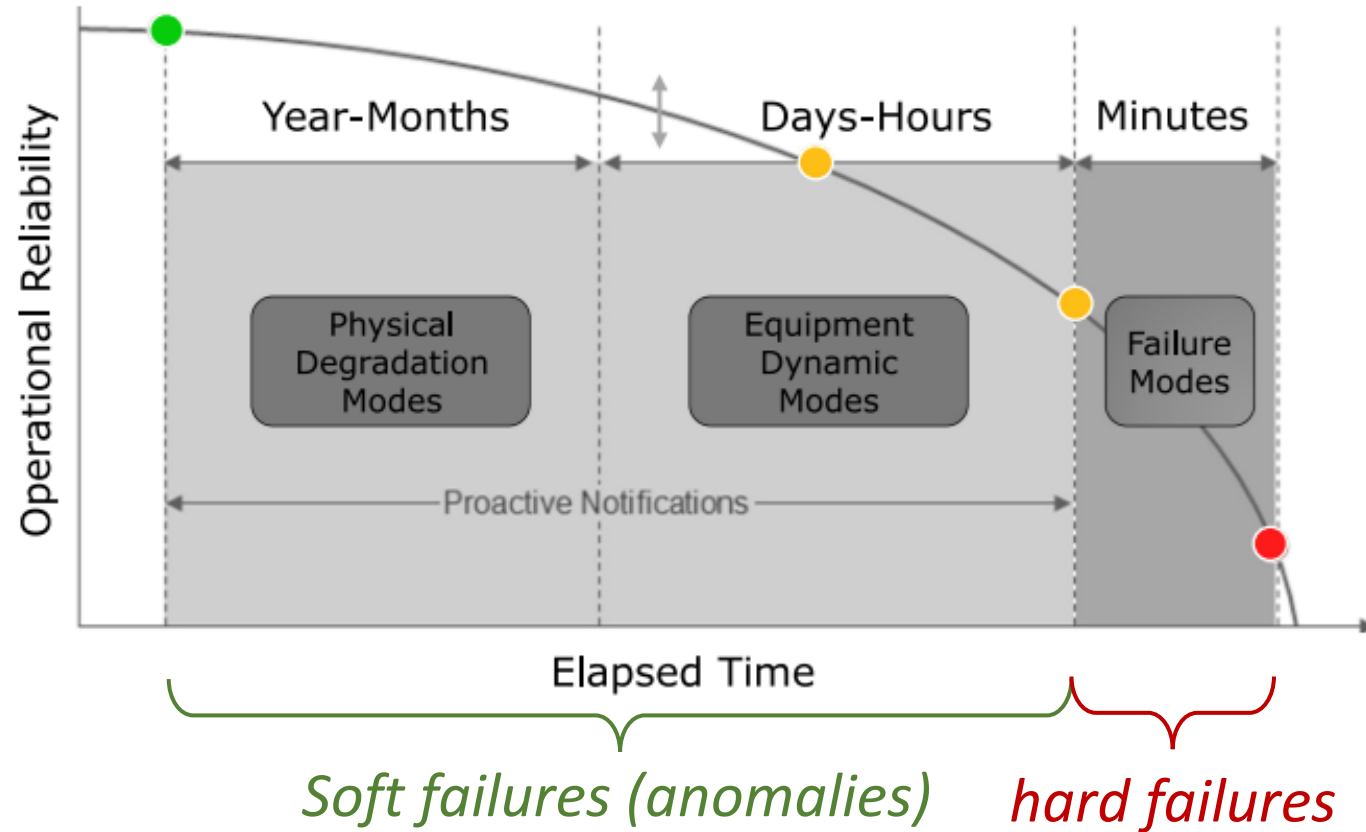 Operational Reliability
Year-Months
Days-Hours
Minutes
Physical
Degradation
Modes
Equipment
Dynamic
Modes
Failure
Modes
Proactive Notifications
Elapsed Time
Soft failures (anomalies)
hard failures